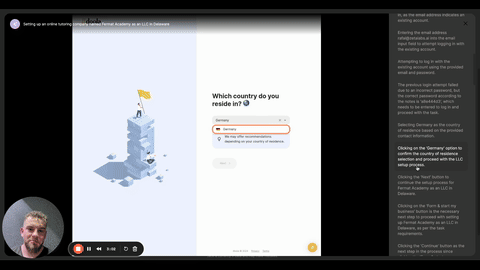 Setting up an online tutoring company named Fermat Academy as an LLC in Delaware.
Which country do you
reside in?
Germany
Germany
We may offer recommendations
depending on your country of residence
as the email address indicates an
existing account.
Entering the email address
into the email
input field to attempt logging in with
the existing account.
Attempting to log in with the
existing account using the provided
email and password.
The previous login attempt failed
due to an incorrect password, but
the correct password according to
the notes is
needs to be entered to log in and
proceed with the task.
Selecting Germany as the country
of residence based on the provided
contact information.
Clicking on the 'Germany' option to
confirm the country of residence
selection and proceed with the LLC
setup process.
Clicking the 'Next' button to
continue the setup process for
Fermat Academy as an LLC in
Delaware.
Clicking on the 'Form & start my
business' button is the necessary
next step to proceed with setting
up Fermat Academy as an LLC in
Delaware, as per the task
requirements.
Clicking the 'Continue' button as
the next step in the process since